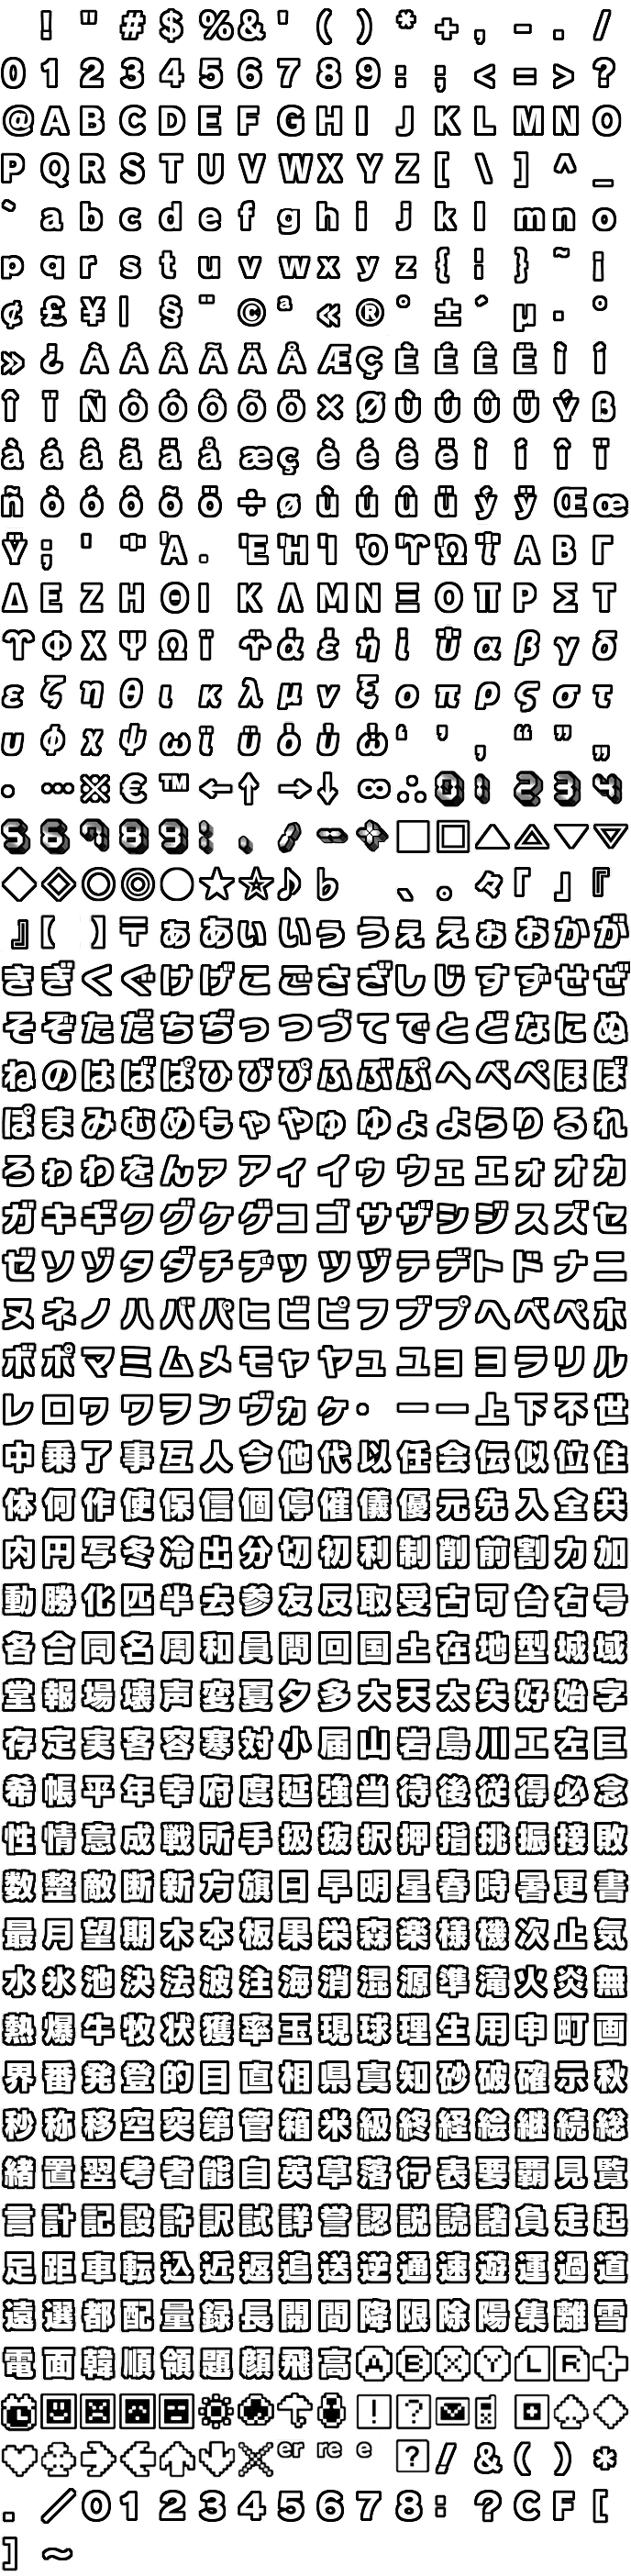 ! " # $ % & ' ( ) * + , - . /
0 1 2 3 4 5 6 7 8 9 : ; < = > ?
@ A B C D E F G H I J K L M N O
P Q R S T U V W X Y Z [ \ ] ^ _
` a b c d e f g h i j k l m n o
p q r s t u v w x y z { ¦ } ~ ¡
¢ £ ¥ | § ¨ © ª « ® ° ± ´ µ · º
» ¿ À Á Â Ã Ä Å Æ Ç È É Ê Ë Ì Í
Î Ï Ñ Ò Ó Ô Õ Ö × Ø Ù Ú Û Ü Ý ß
à á â ã ä å æ ç è é ê ë ì í î ï
ñ ò ó ô õ ö ÷ ø ù ú û ü ý ÿ Œ œ
Ÿ ; ΄ ΅ Ά · Έ Ή Ί Ό Ύ Ώ ΐ Α Β Γ
Δ Ε Ζ Η Θ Ι Κ Λ Μ Ν Ξ Ο Π Ρ Σ Τ
Υ Φ Χ Ψ Ω Ϊ Ϋ ά έ ή ί ΰ α β γ δ
ε ζ η θ ι κ λ μ ν ξ ο π ρ ς σ τ
υ φ χ ψ ω ϊ ϋ ό ύ ώ ‘ ’ ‚ “ ” „
• … ※ € ™ ← ↑ → ↓ ∞ ∴ 0 1 2 3 4
5 6 7 8 9 : . / - + □ 回 △ ▽
◇ ◎ ○ ☆ ♪ ♭ 、 。 々 「 」 『
』 【 】 〒 ぁ あ ぃ い ぅ う ぇ え ぉ お か が
き ぎ く ぐ け げ こ ご さ ざ し じ す ず せ ぜ
そ ぞ た だ ち ぢ っ つ づ て で と ど な に ぬ
ね の は ば ぱ ひ び ぴ ふ ぶ ぷ へ べ ぺ ほ ぼ
ぽ ま み む め も ゃ や ゅ ゆ ょ よ ら り る れ
ろ ゎ わ を ん ァ ア ィ イ ゥ ウ ェ エ ォ オ カ
ガ キ ギ ク グ ケ ゲ コ ゴ サ ザ シ ジ ス ズ セ
ゼ ソ ゾ タ ダ チ ヂ ッ ツ ヅ テ デ ト ド ナ ニ
ヌ ネ ノ ハ バ パ ヒ ビ ピ フ ブ プ ヘ ベ ペ ホ
ボ ポ マ ミ ム メ モ ャ ヤ ュ ユ ョ ヨ ラ リ ル
レ ロ ヮ ワ ヲ ン ヴ ヵ ヶ ・ ー 一 上 下 不 世
中 乗 了 事 互 人 今 他 代 以 任 会 伝 似 位 住
体 何 作 使 保 信 個 停 催 儀 優 元 先 入 全 共
内 円 写 冬 冷 出 分 切 初 利 制 削 前 割 力 加
動 勝 化 匹 半 去 参 友 反 取 受 古 可 台 右 号
各 合 同 名 周 和 員 問 回 国 土 在 地 型 城 域
堂 報 場 壊 声 変 夏 夕 多 大 天 太 失 好 始 字
存 定 実 客 容 寒 対 小 届 山 岩 島 川 工 左 巨
希 帳 平 年 幸 府 度 延 強 当 待 後 従 得 必 念
性 情 意 成 戦 所 手 扱 抜 択 押 指 挑 振 接 敗
数 整 敵 断 新 方 旗 日 早 明 星 春 時 暑 更 書
最 月 望 期 木 本 板 果 栄 森 楽 様 機 次 止 気
水 氷 池 決 法 波 注 海 消 混 源 準 滝 火 炎 無
熱 爆 牛 牧 状 獲 率 玉 現 球 理 生 用 申 町 画
界 番 発 登 的 目 直 相 県 真 知 砂 破 確 示 秋
秒 称 移 空 突 第 管 箱 米 級 終 経 絵 継 続 総
緒 置 翌 考 者 能 自 英 草 落 行 表 要 覇 見 覧
言 計 記 設 許 訳 試 詳 誉 認 説 読 諸 負 走 起
足 距 車 転 込 近 返 追 送 逆 通 速 遊 運 過 道
遠 選 都 配 量 録 長 開 間 降 限 除 陽 集 離 雪
電 面 韓 順 領 題 顔 飛 高 A B X Y L R
! ?
er re e ? ! & ( ) *
. / 0 1 2 3 4 5 6 7 8 : ? C F [
] ~